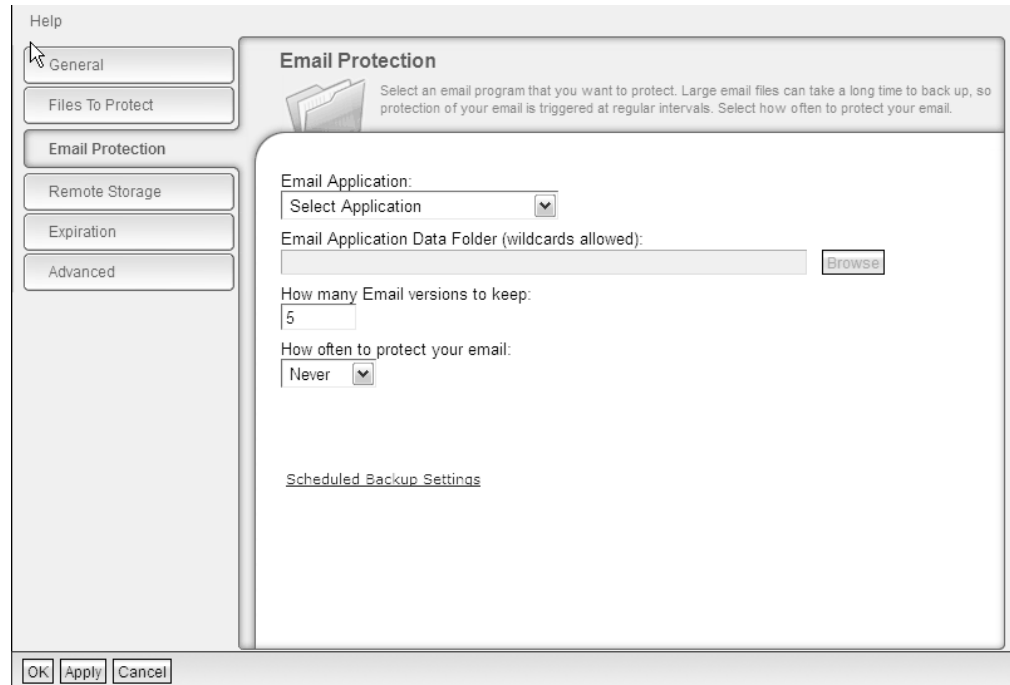 Help
General
Files To Protect
Email Protection
Remote Storage
Expiration
Advanced
Email Protection
Select an email program that you want to protect. Large email files can take a long time to back up, so
protection of your email is triggered at regular intervals. Select how often to protect your email.
Email Application:
Select Application
Email Application Data Folder (wildcards allowed):
Browse
How many Email versions to keep:
5
How often to protect your email:
Never
Scheduled Backup Settings
OK Apply Cancel